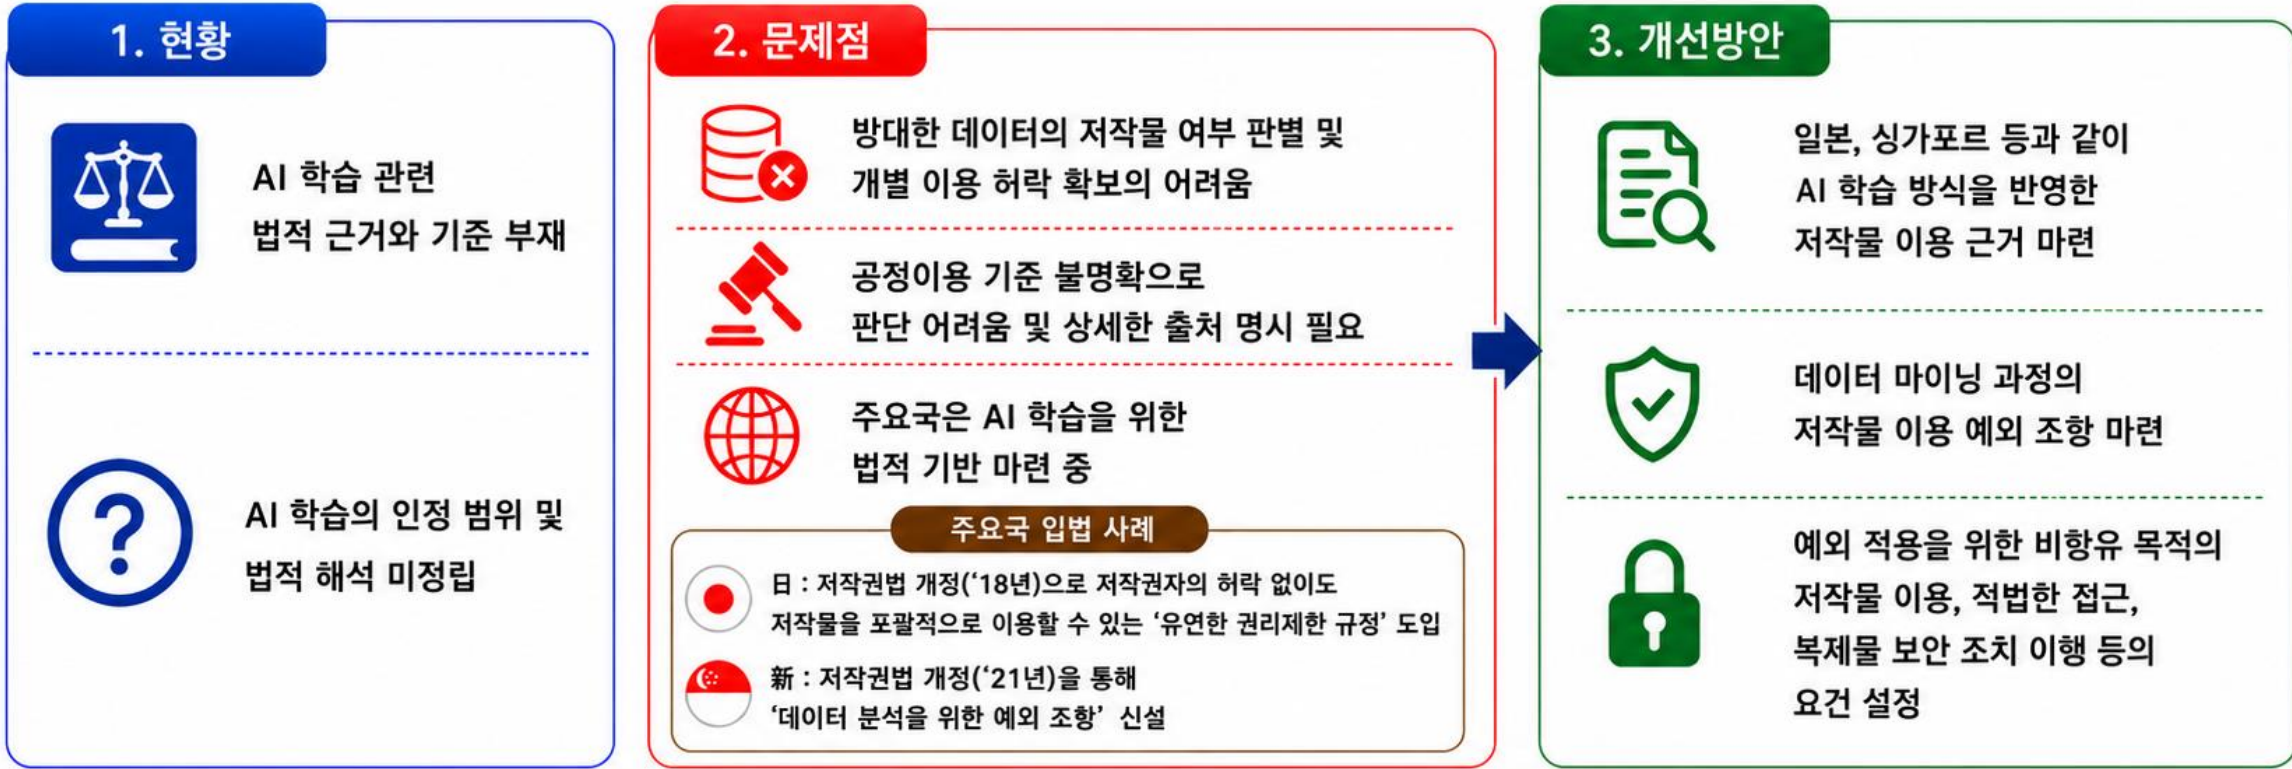 1. 현황
AI 학습 관련
법적 근거와 기준 부재
?
AI 학습의 인정 범위 및
법적 해석 미정립
2. 문제점
방대한 데이터의 저작물 여부 판별 및
개별 이용 허락 확보의 어려움
공정이용 기준 불명확으로
판단 어려움 및 상세한 출처 명시 필요
주요국은 AI 학습을 위한
법적 기반 마련 중
주요국 입법 사례
日 : 저작권법 개정(‘18년)으로 저작권자의 허락 없이도
저작물을 포괄적으로 이용할 수 있는 ‘유연한 권리제한 규정’ 도입
新 : 저작권법 개정(‘21년)을 통해
‘데이터 분석을 위한 예외 조항’ 신설
3. 개선방안
일본, 싱가포르 등과 같이
AI 학습 방식을 반영한
저작물 이용 근거 마련
데이터 마이닝 과정의
저작물 이용 예외 조항 마련
예외 적용을 위한 비향유 목적의
저작물 이용, 적법한 접근,
복제물 보안 조치 이행 등의
요건 설정